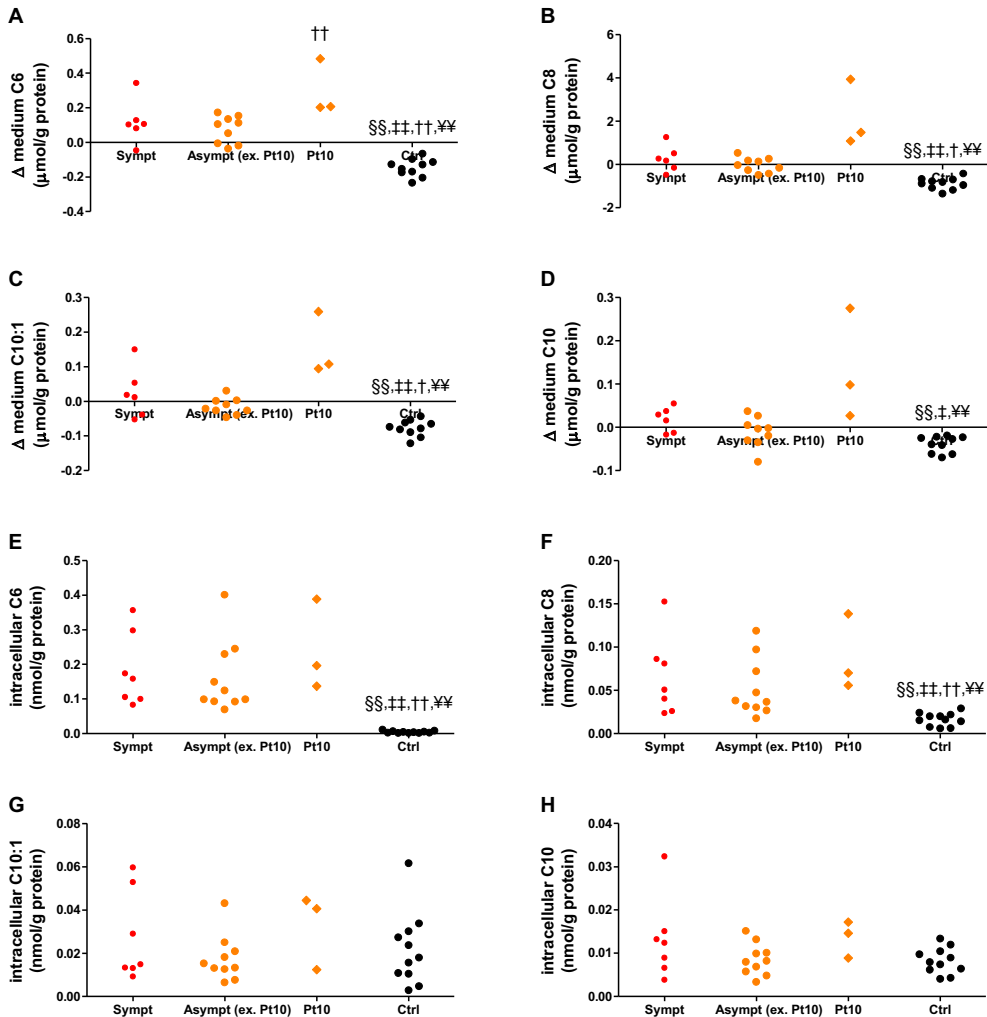 A
Δ medium C6
(μmol/g protein)
0.6
0.4
0.2
0.0
-0.2
-0.4
††
§§,‡‡,††,¥¥
Sympt
Asympt (ex. Pt10)
Pt10
Ctrl
B
Δ medium C8
(μmol/g protein)
6
4
2
0
-2
§§,‡‡,†,¥¥
Sympt
Asympt (ex. Pt10)
Pt10
Ctrl
C
Δ medium C10:1
(μmol/g protein)
0.3
0.2
0.1
0.0
-0.1
-0.2
§§,‡‡,†,¥¥
Sympt
Asympt (ex. Pt10)
Pt10
Ctrl
D
Δ medium C10
(μmol/g protein)
0.3
0.2
0.1
0.0
-0.1
§§,‡,¥¥
Sympt
Asympt (ex. Pt10)
Pt10
E
intracellular C6
(nmol/g protein)
0.5
0.4
0.3
0.2
0.1
0.0
§§,‡‡,††,¥¥
Sympt
Asympt (ex. Pt10)
Pt10
Ctrl
F
intracellular C8
(nmol/g protein)
0.20
0.15
0.10
0.05
0.00
§§,‡‡,††,¥¥
Sympt
Asympt (ex. Pt10)
Pt10
Ctrl
G
intracellular C10:1
(nmol/g protein)
0.08
0.06
0.04
0.02
0.00
Sympt
Asympt (ex. Pt10)
Pt10
Ctrl
H
intracellular C10
(nmol/g protein)
0.04
0.03
0.02
0.01
0.00
Sympt
Asympt (ex. Pt10)
Pt10
Ctrl